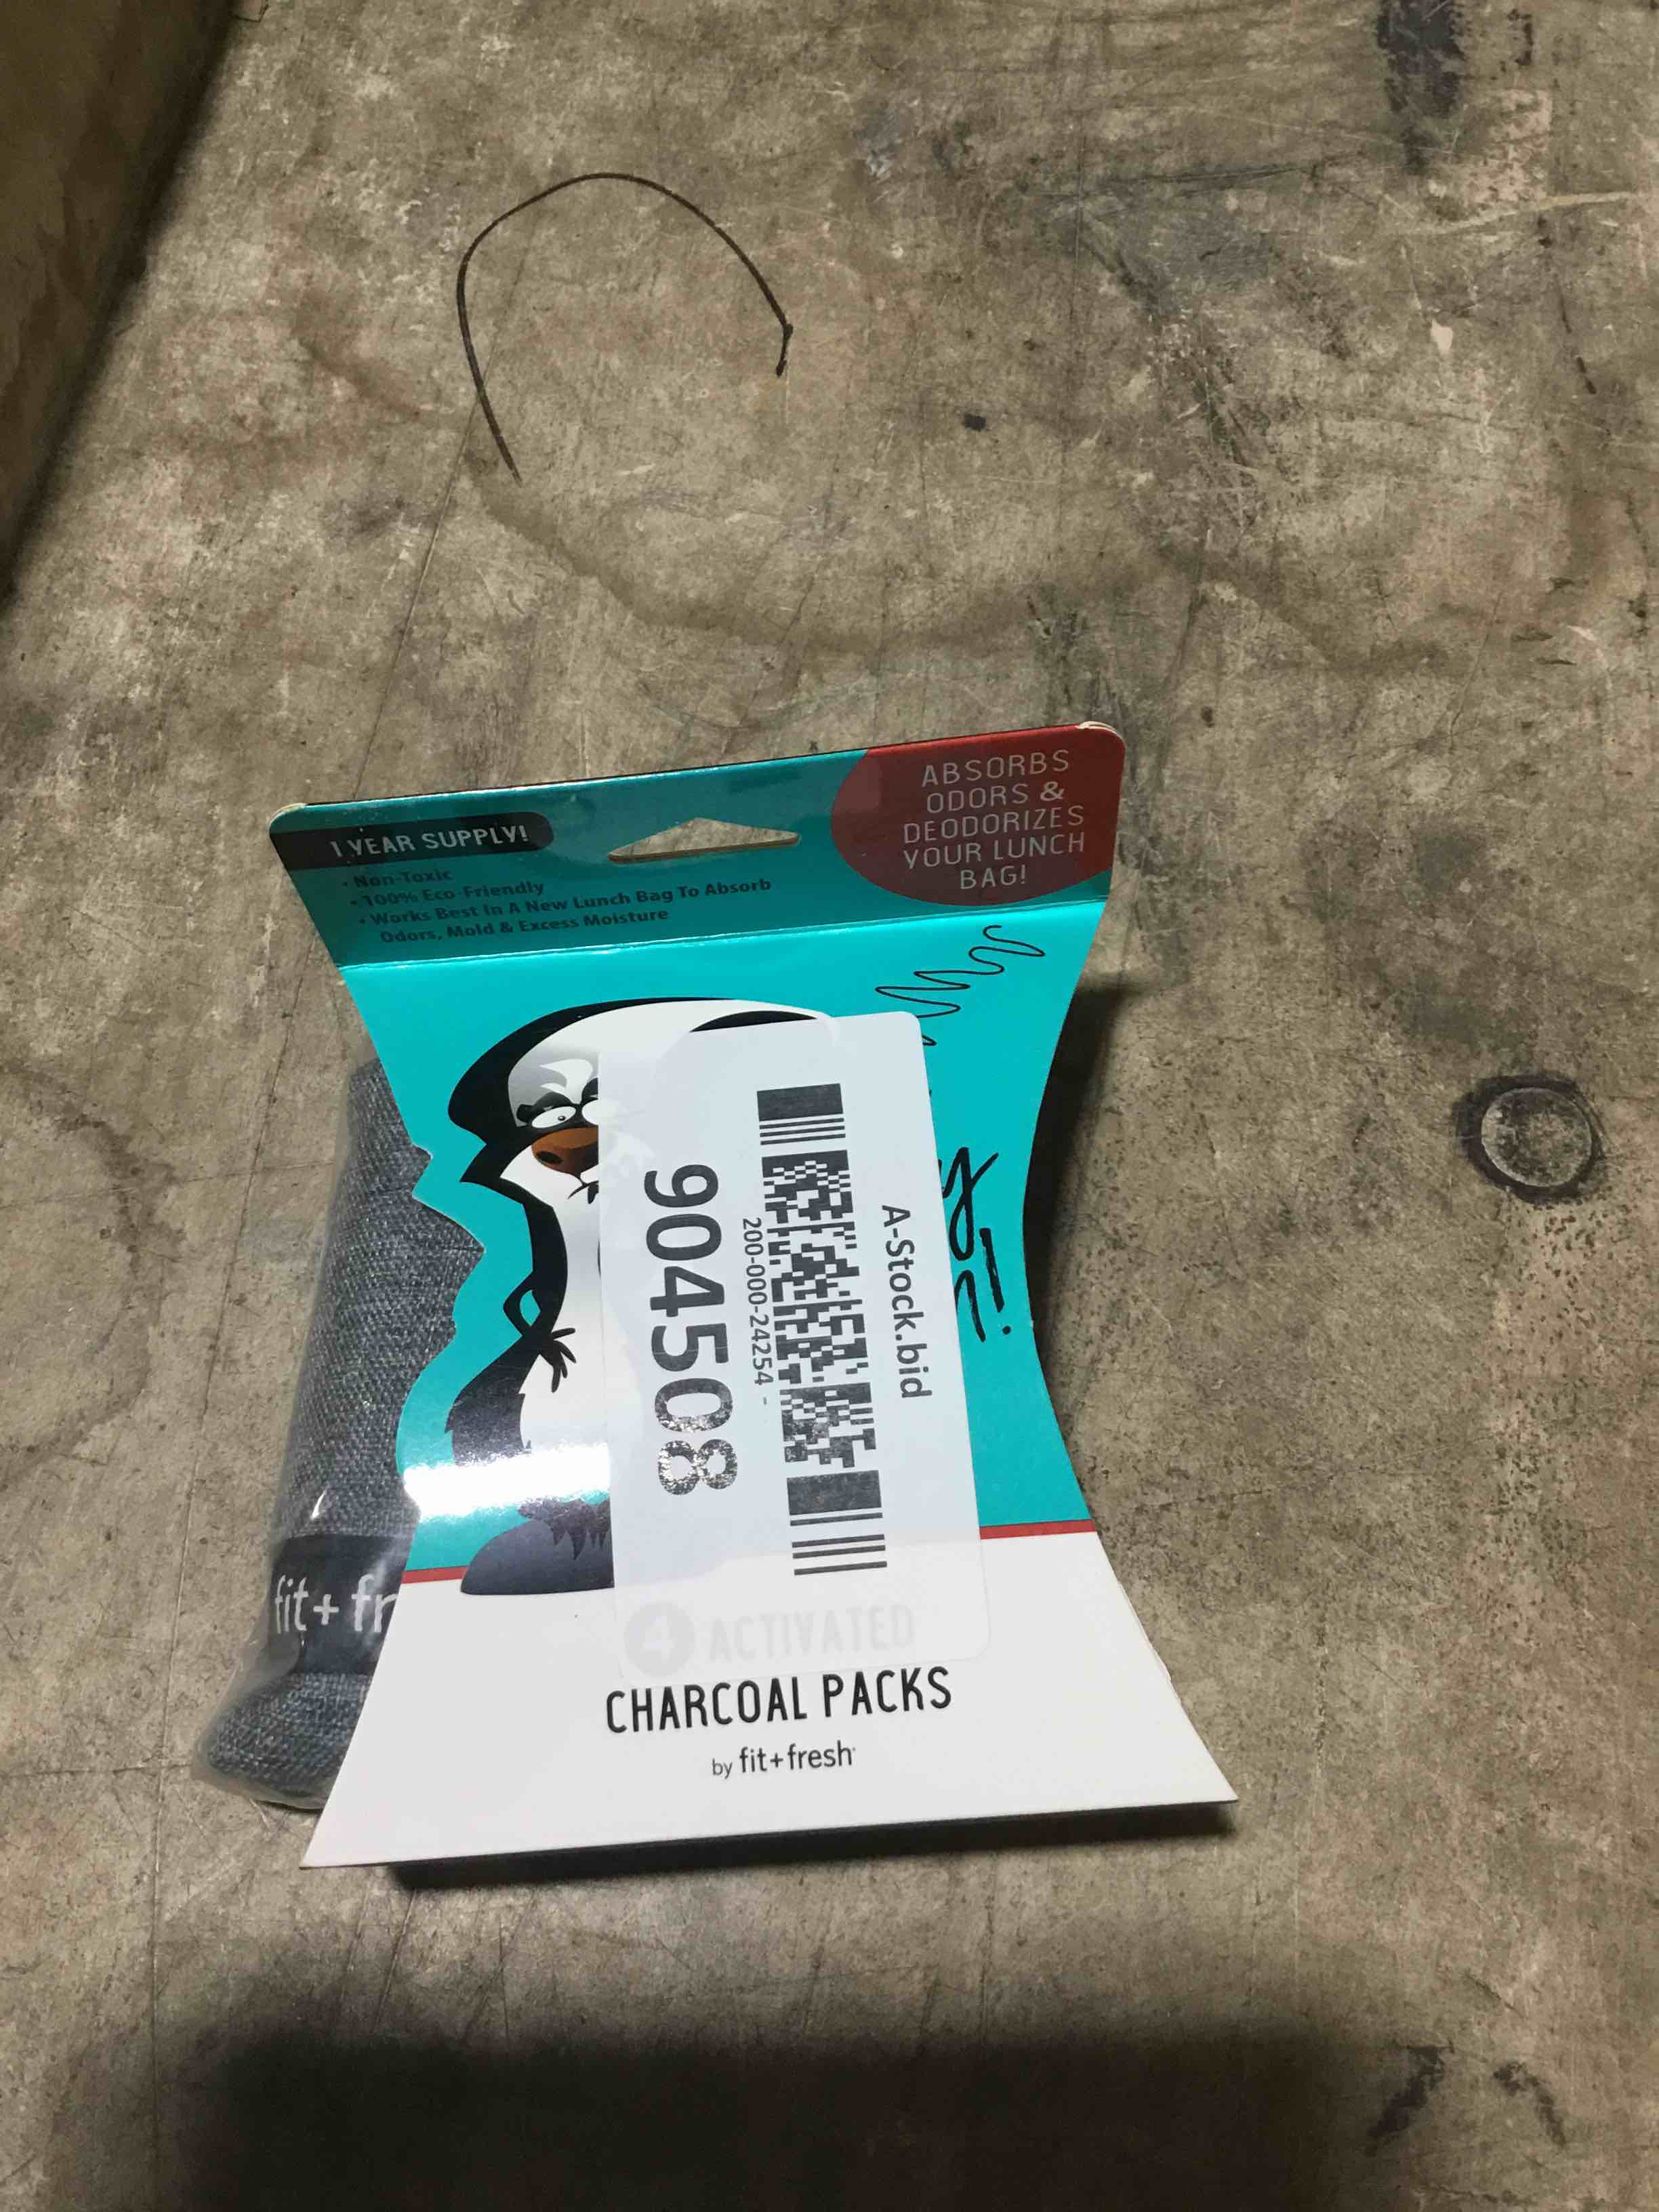 ABSORBS
ODORS &
DEODORIZES
YOUR LUNCH
BAG!
1 YEAR SUPPLY!
• Non-Toxic
• 100% Eco-Friendly
• Works Best In A New Lunch Bag To Absorb
Odors, Mold & Excess Moisture
A-Stock.bid
200-000-24254 -
904508
fit+fr
4 ACTIVATED
CHARCOAL PACKS
by fit+fresh